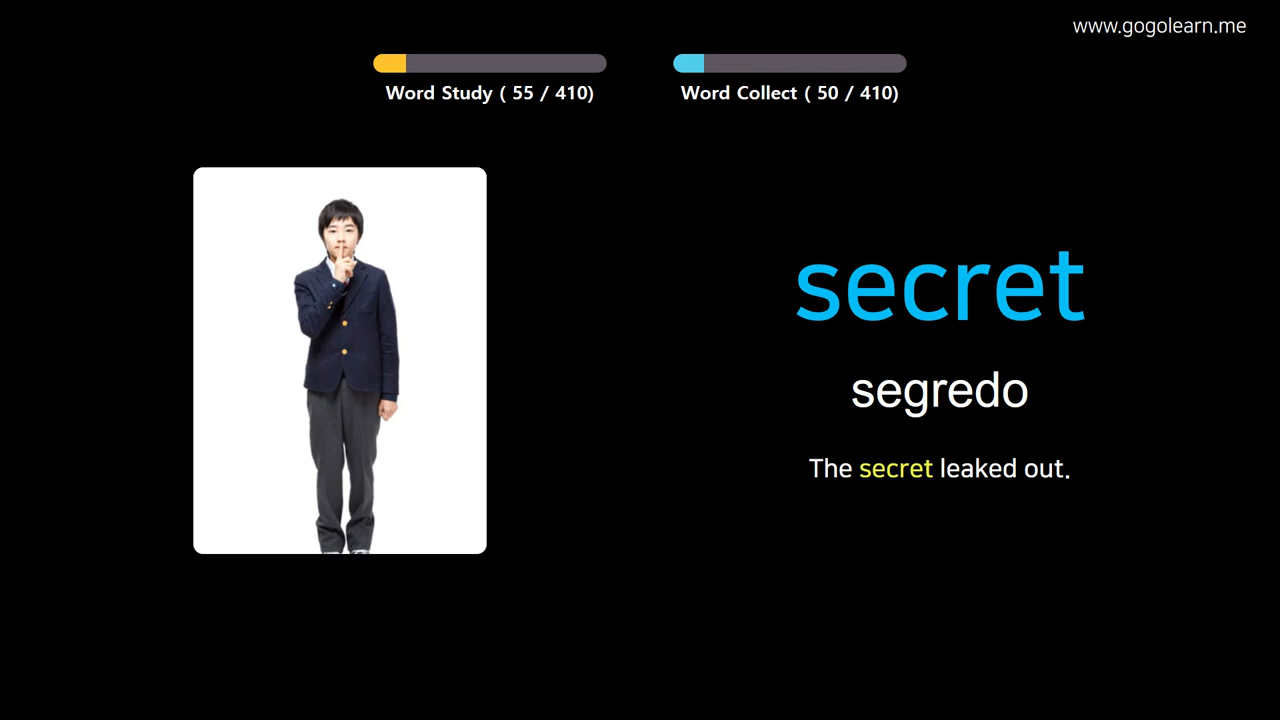 www.gogolearn.me
Word Study ( 55 / 410)
Word Collect ( 50 / 410)
secret
segredo
The secret leaked out.